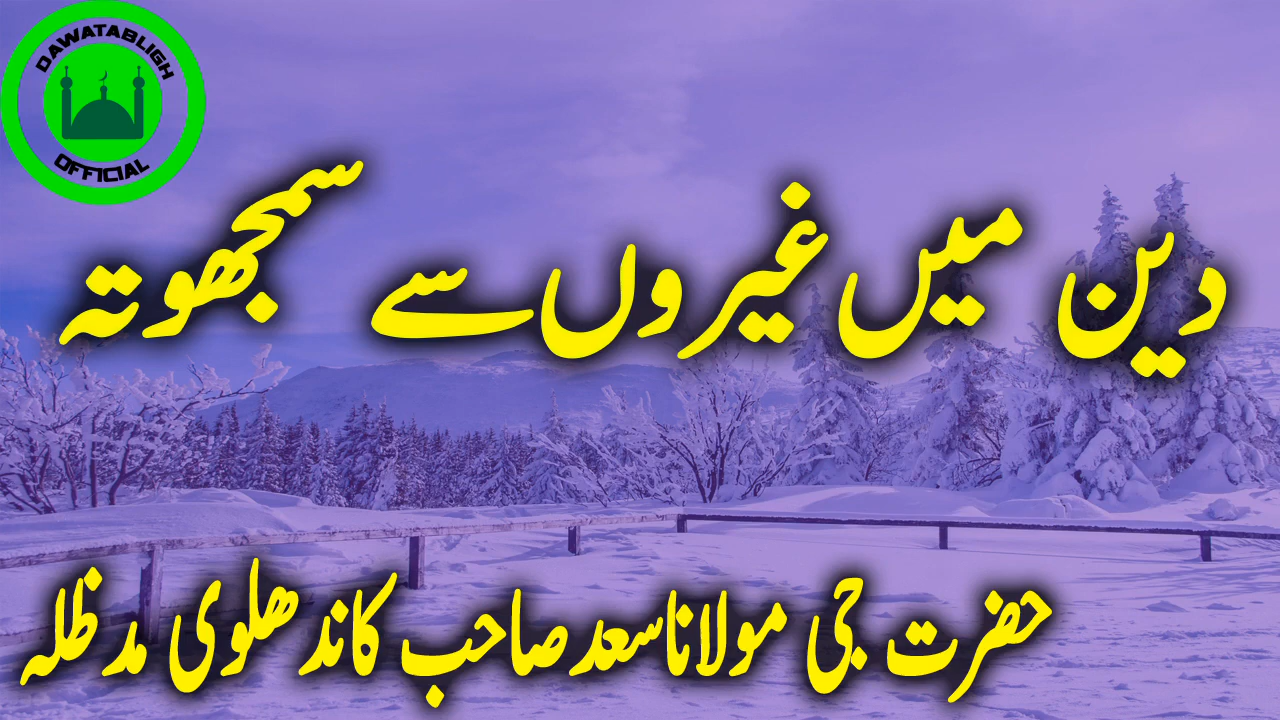 DAWATABLIGH
OFFICIAL
دین میں غیروں سے سمجھوتہ
حضرت جی مولانا سعد صاحب کاندھلوی مدظلہ